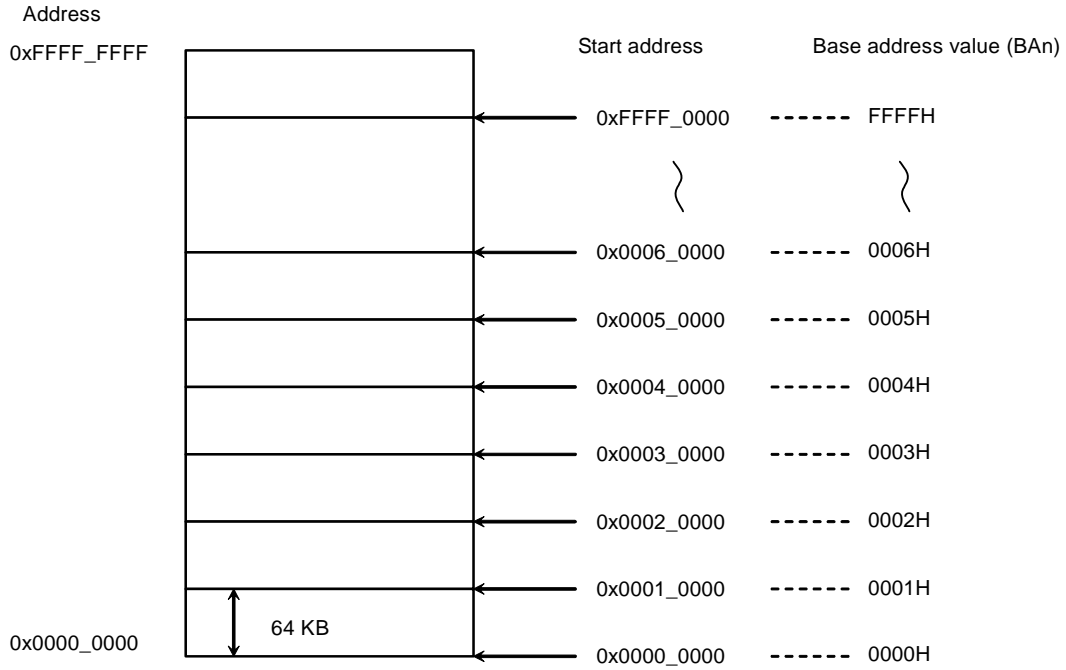 Address
0xFFFF_FFFF
Start address Base address value (BAn)
0xFFFF_0000 FFFFH
0x0006_0000 0006H
0x0005_0000 0005H
0x0004_0000 0004H
0x0003_0000 0003H
0x0002_0000 0002H
0x0001_0000 0001H
64 KB
0x0000_0000
0x0000_0000 0000H